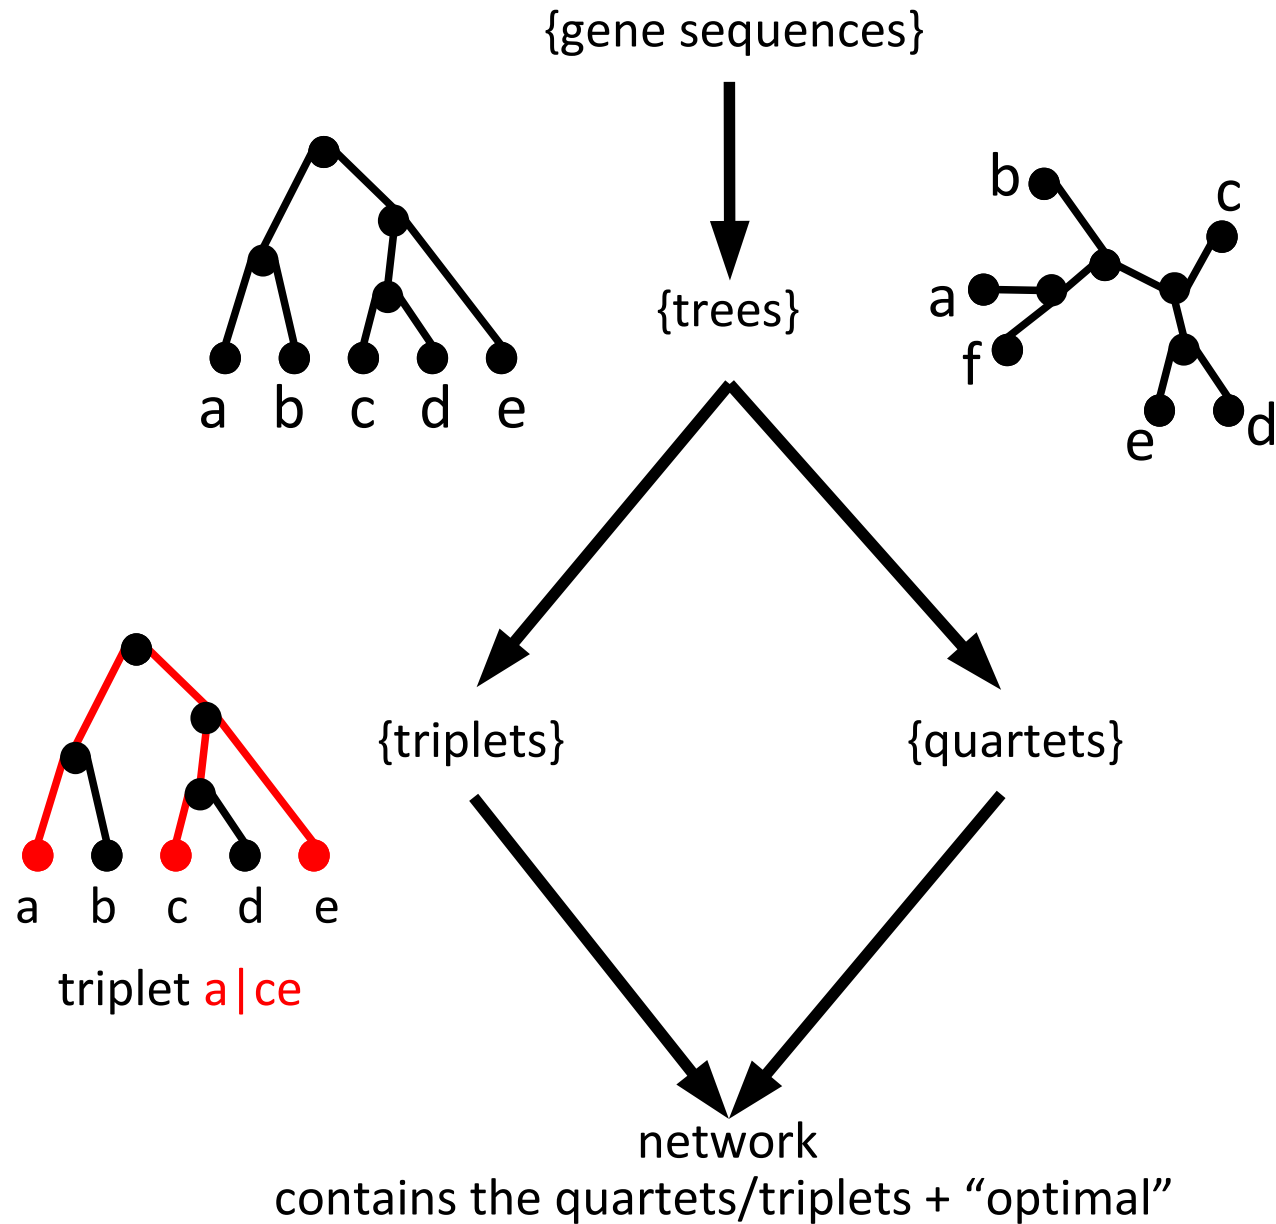 {gene sequences}
b
c
a
{trees}
f
a b c d e
e
d
{triplets}
{quartets}
a b c d e
triplet a|ce
network
contains the quartets/triplets + “optimal”